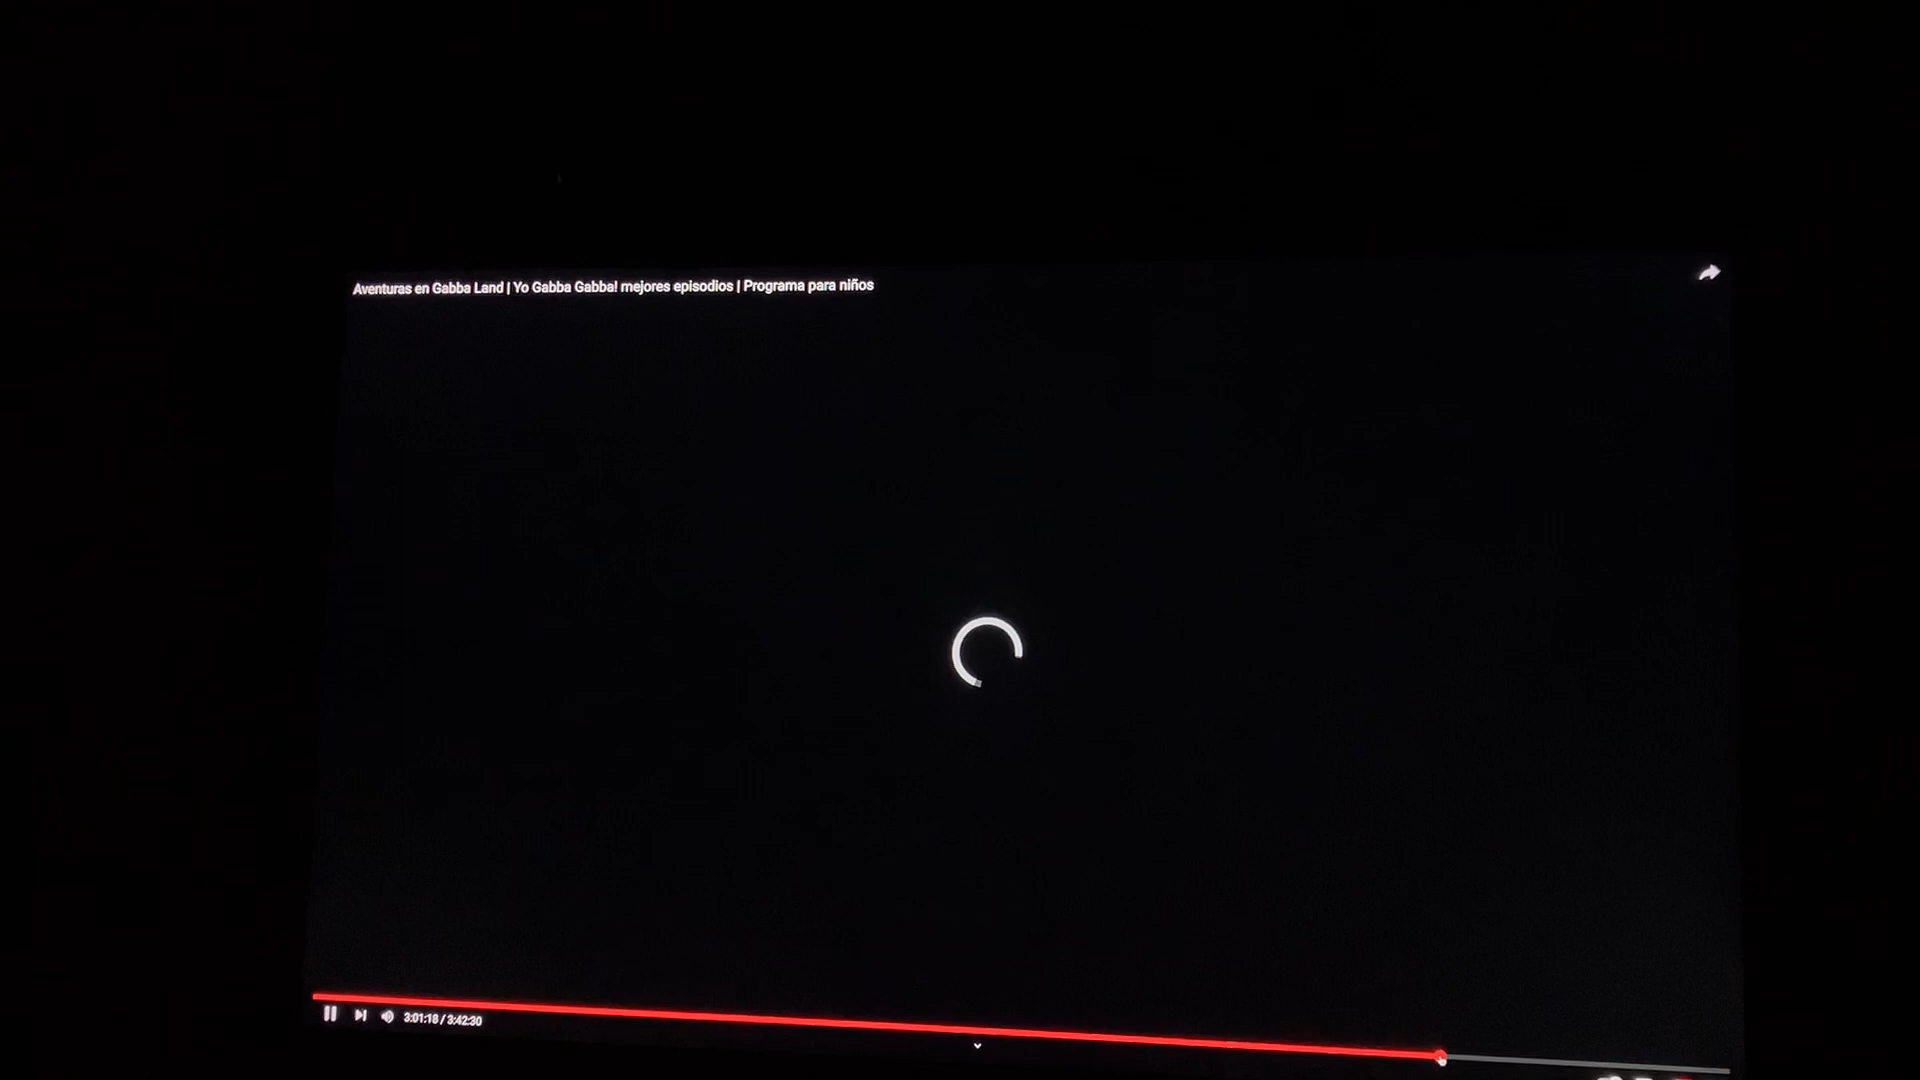 Aventuras en Gabba Land | Yo Gabba Gabba! mejores episodios | Programa para niños
3:01:18 / 3:42:30